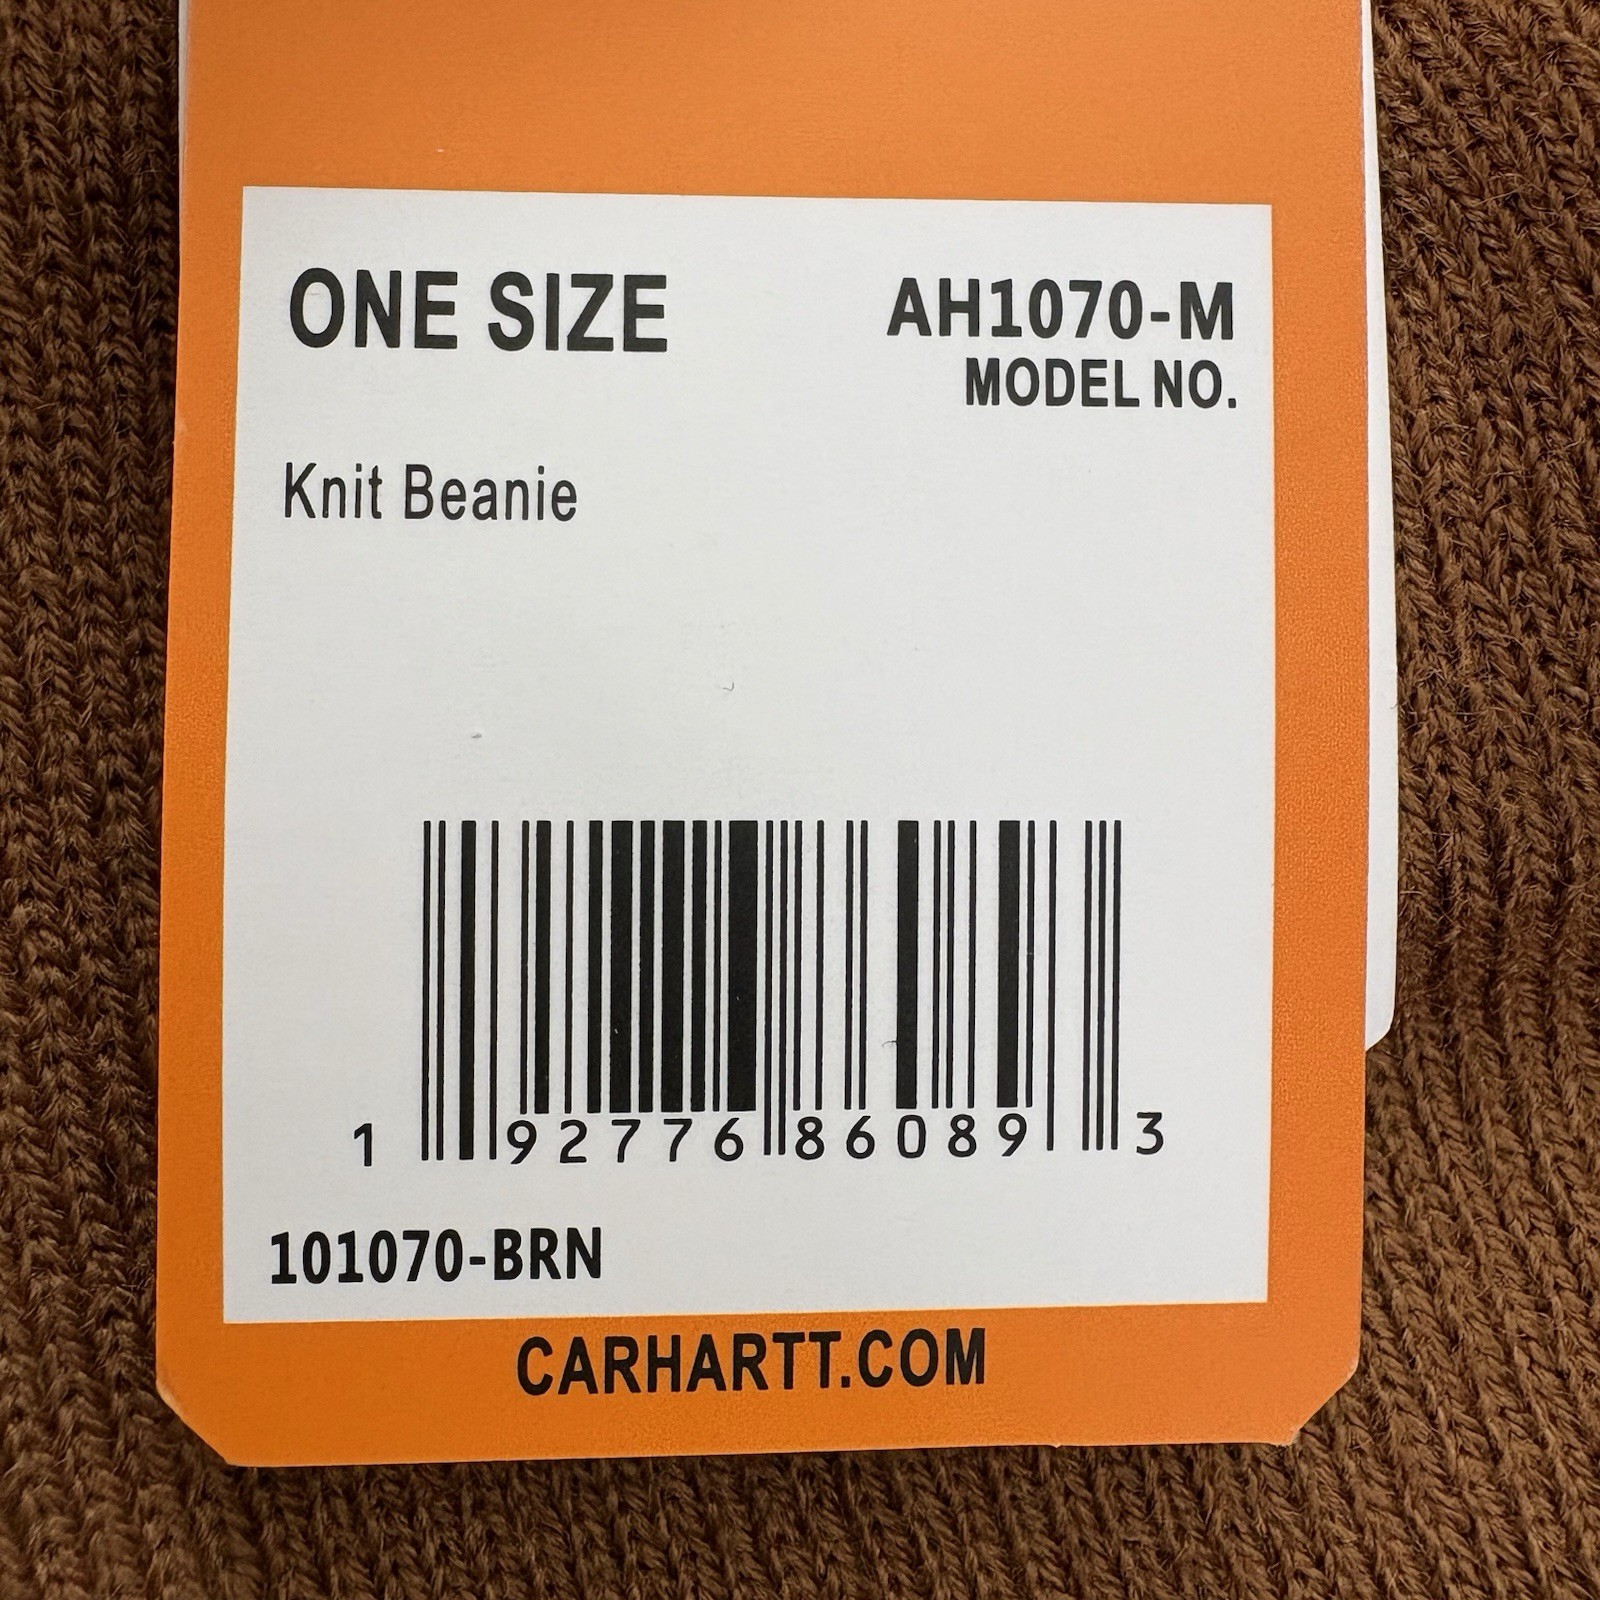 ONE SIZE
AH1070-M
MODEL NO.
Knit Beanie
1 92776 86089 3
101070-BRN
CARHARTT.COM